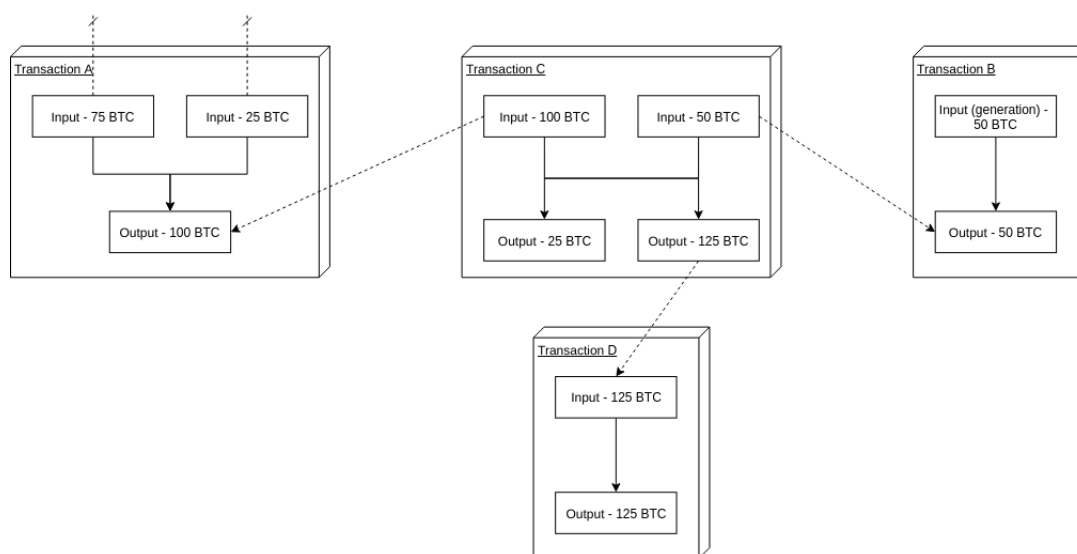 Transaction A
Input - 75 BTC
Input - 25 BTC
Output - 100 BTC
Transaction C
Input - 100 BTC
Input - 50 BTC
Output - 25 BTC
Output - 125 BTC
Transaction B
Input (generation) -
50 BTC
Output - 50 BTC
Transaction D
Input - 125 BTC
Output - 125 BTC